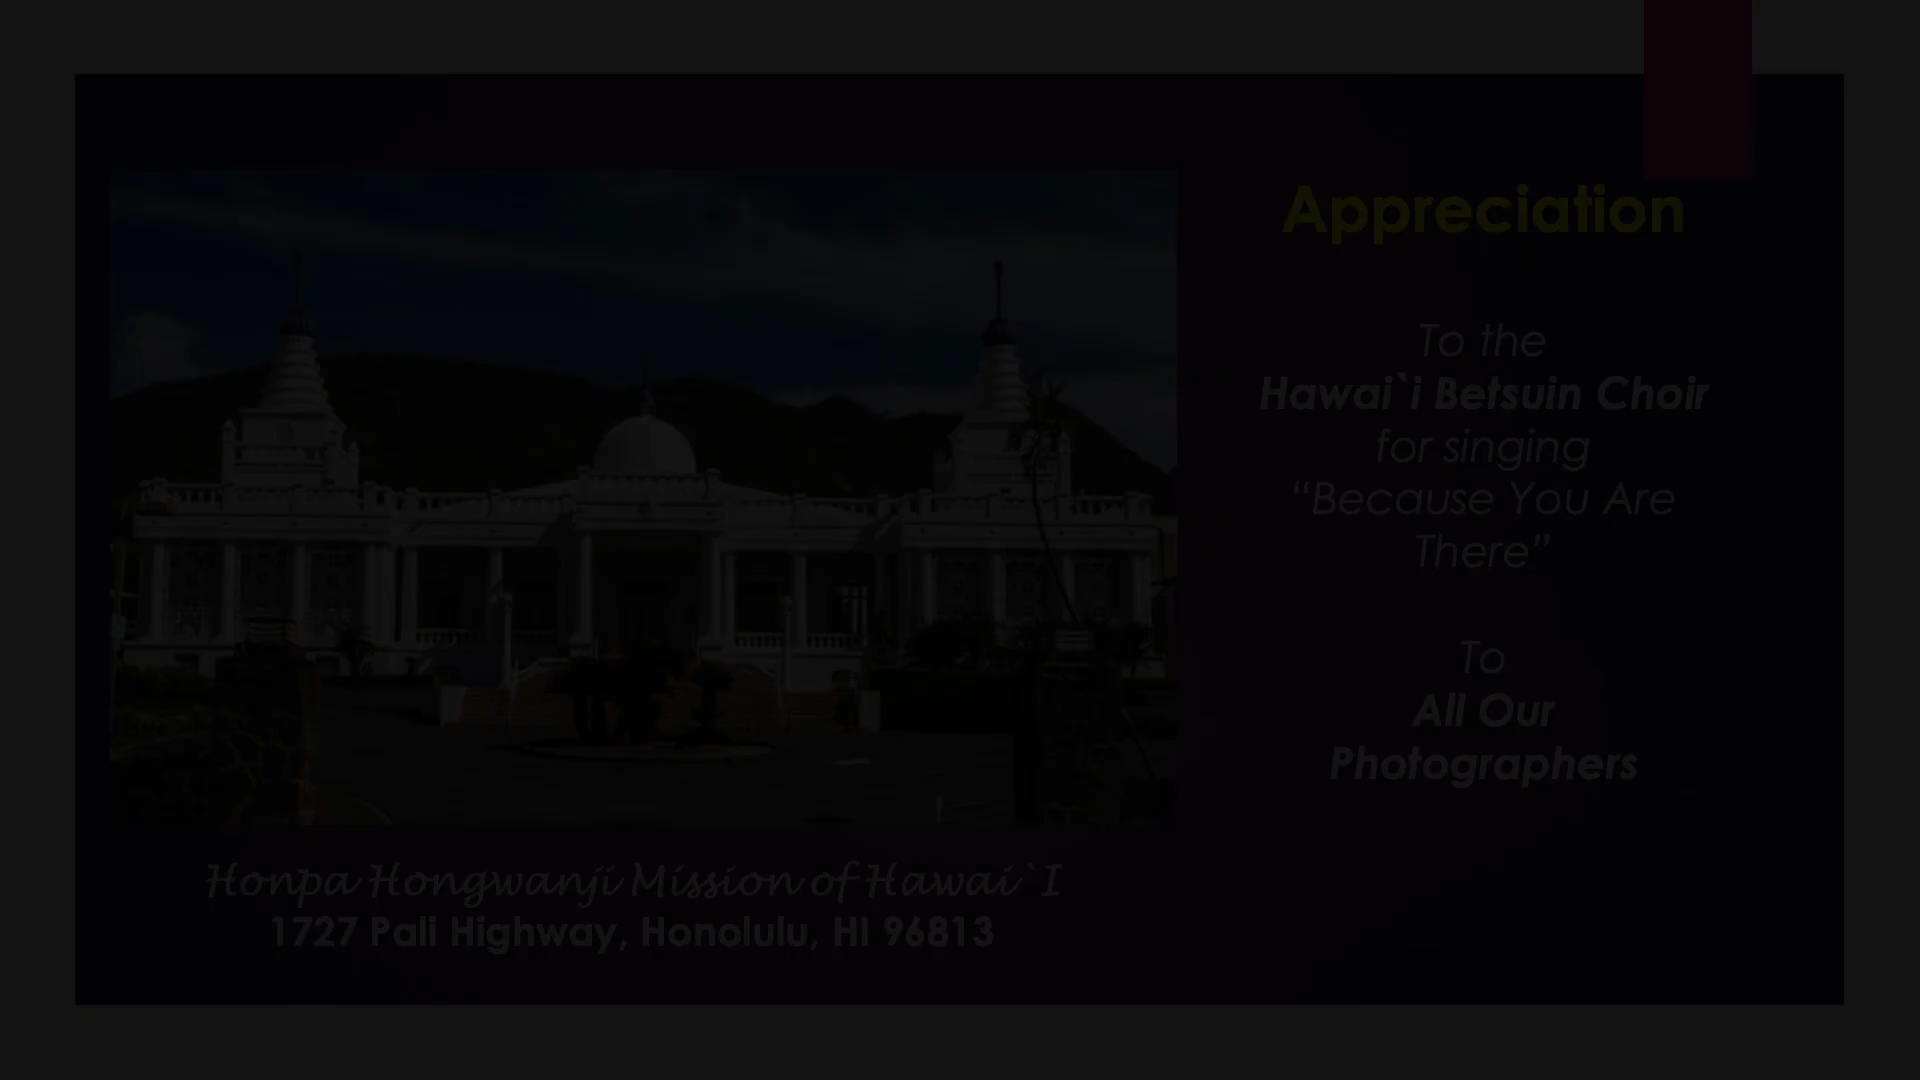 Appreciation
To the
Hawai`i Betsuin Choir
for singing
“Because You Are
There”
To
All Our
Photographers
Honpa Hongwanji Mission of Hawai`I
1727 Pali Highway, Honolulu, HI 96813